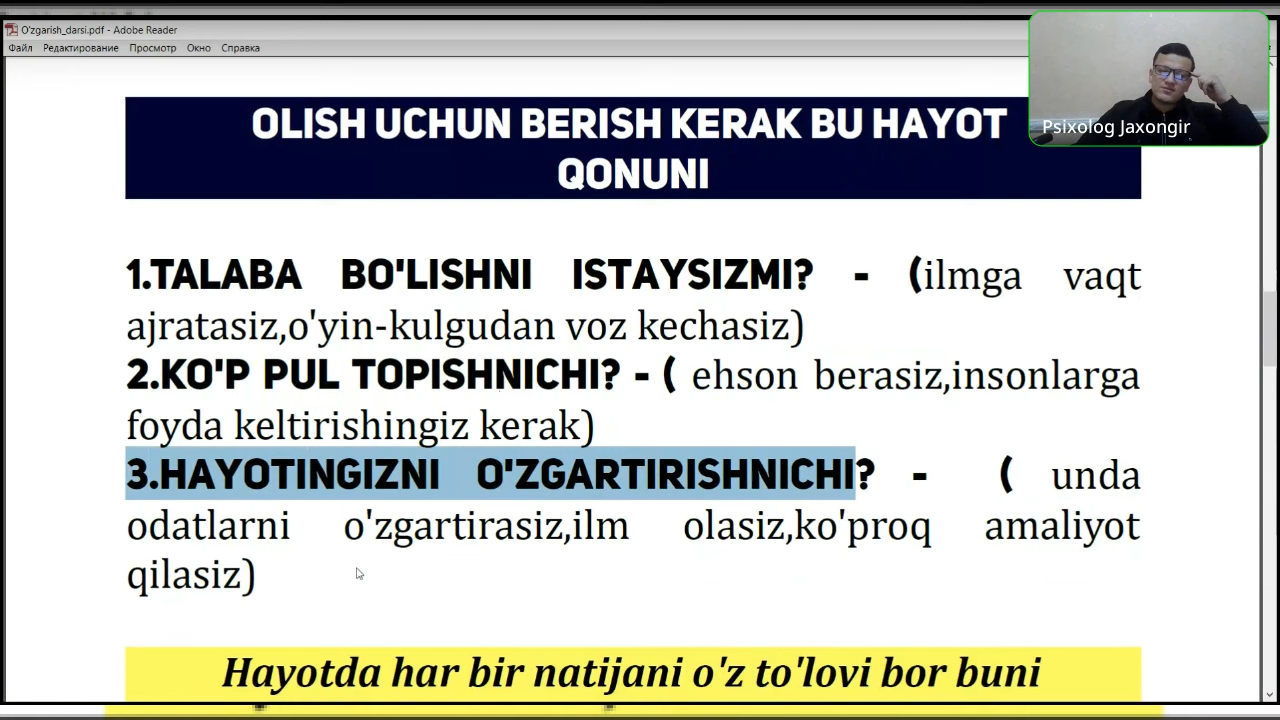 O'zgarish_darsi.pdf - Adobe Reader
Файл Редактирование Просмотр Окно Справка
OLISH UCHUN BERISH KERAK BU HAYOT
QONUNI
Psixolog Jaxongir
1.TALABA BO'LISHNI ISTAYSIZMI? - (ilmga vaqt
ajratasiz,o'yin-kulgudan voz kechasiz)
2.KO'P PUL TOPISHNICHI? - ( ehson berasiz,insonlarga
foyda keltirishingiz kerak)
3.HAYOTINGIZNI O'ZGARTIRISHNICHI? - ( unda
odatlarni o'zgartirasiz,ilm olasiz,ko'proq amaliyot
qilasiz)
Hayotda har bir natijani o'z to'lovi bor buni